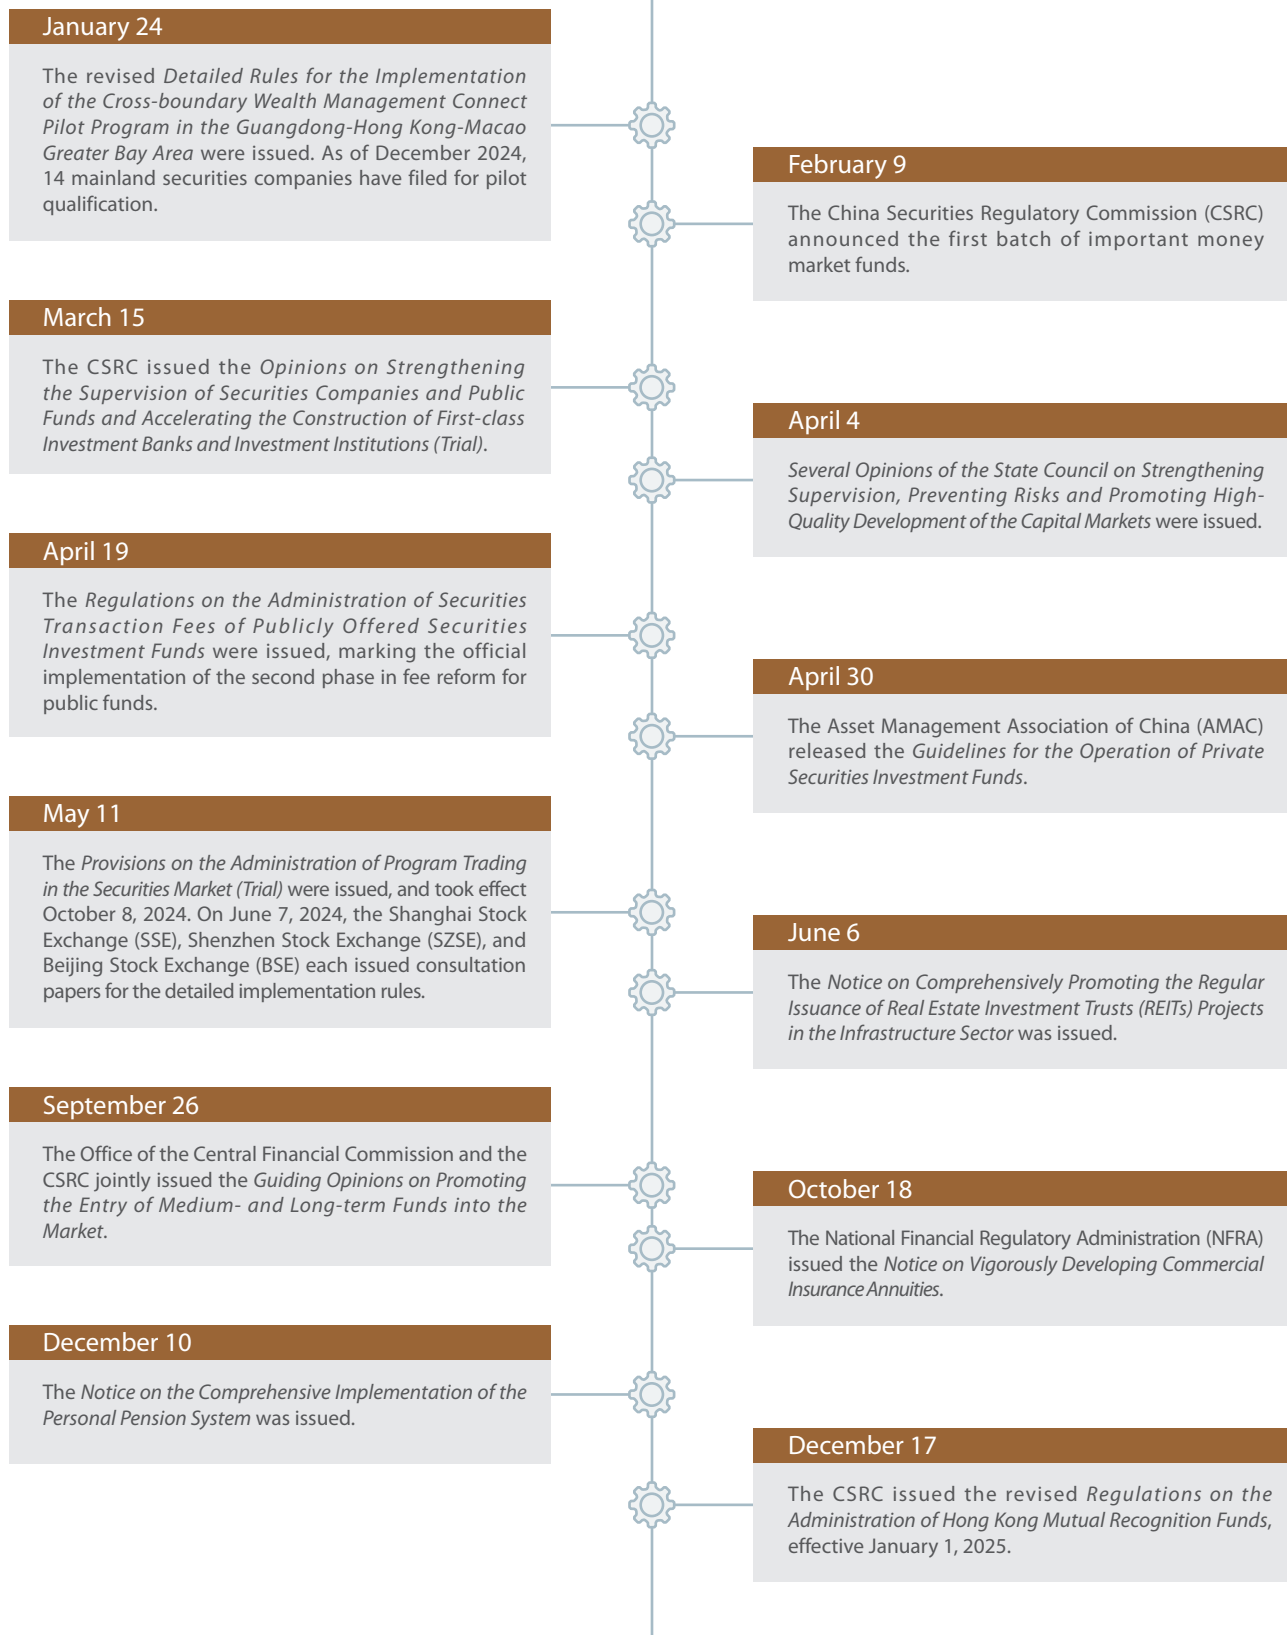 January 24
The revised Detailed Rules for the Implementation
of the Cross-boundary Wealth Management Connect
Pilot Program in the Guangdong-Hong Kong-Macao
Greater Bay Area were issued. As of December 2024,
14 mainland securities companies have filed for pilot
qualification.
February 9
The China Securities Regulatory Commission (CSRC)
announced the first batch of important money
market funds.
March 15
The CSRC issued the Opinions on Strengthening
the Supervision of Securities Companies and Public
Funds and Accelerating the Construction of First-class
Investment Banks and Investment Institutions (Trial).
April 4
Several Opinions of the State Council on Strengthening
Supervision, Preventing Risks and Promoting High-
Quality Development of the Capital Markets were issued.
April 19
The Regulations on the Administration of Securities
Transaction Fees of Publicly Offered Securities
Investment Funds were issued, marking the official
implementation of the second phase in fee reform for
public funds.
April 30
The Asset Management Association of China (AMAC)
released the Guidelines for the Operation of Private
Securities Investment Funds.
May 11
The Provisions on the Administration of Program Trading
in the Securities Market (Trial) were issued, and took effect
October 8, 2024. On June 7, 2024, the Shanghai Stock
Exchange (SSE), Shenzhen Stock Exchange (SZSE), and
Beijing Stock Exchange (BSE) each issued consultation
papers for the detailed implementation rules.
June 6
The Notice on Comprehensively Promoting the Regular
Issuance of Real Estate Investment Trusts (REITs) Projects
in the Infrastructure Sector was issued.
September 26
The Office of the Central Financial Commission and the
CSRC jointly issued the Guiding Opinions on Promoting
the Entry of Medium- and Long-term Funds into the
Market.
October 18
The National Financial Regulatory Administration (NFRA)
issued the Notice on Vigorously Developing Commercial
Insurance Annuities.
December 10
The Notice on the Comprehensive Implementation of the
Personal Pension System was issued.
December 17
The CSRC issued the revised Regulations on the
Administration of Hong Kong Mutual Recognition Funds,
effective January 1, 2025.